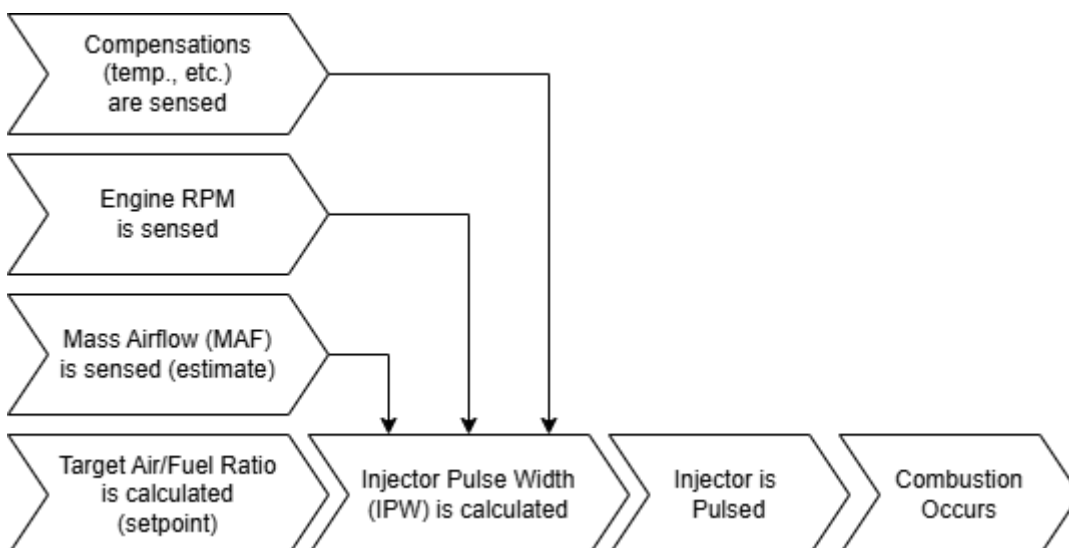 Compensations
(temp., etc.)
are sensed
Engine RPM
is sensed
Mass Airflow (MAF)
is sensed (estimate)
Target Air/Fuel Ratio
is calculated
(setpoint)
Injector Pulse Width
(IPW) is calculated
Injector is
Pulsed
Combustion
Occurs